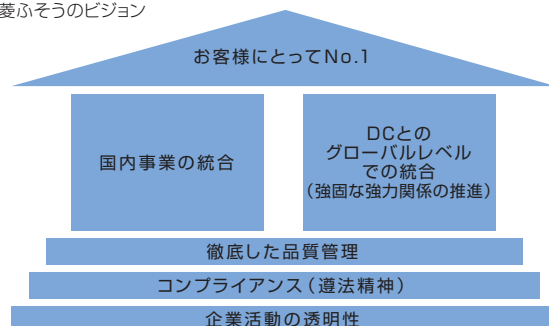 菱ふそうのビジョン
お客様にとってNo.1
国内事業の統合
DCとの
グローバルレベル
での統合
（強固な強力関係の推進）
徹底した品質管理
コンプライアンス（遵法精神）
企業活動の透明性